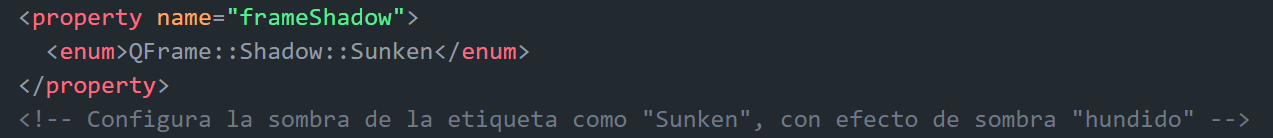 <property name="frameShadow">
<enum>QFrame::Shadow::Sunken</enum>
</property>
<!-- Configura la sombra de la etiqueta como "Sunken", con efecto de sombra "hundido" -->